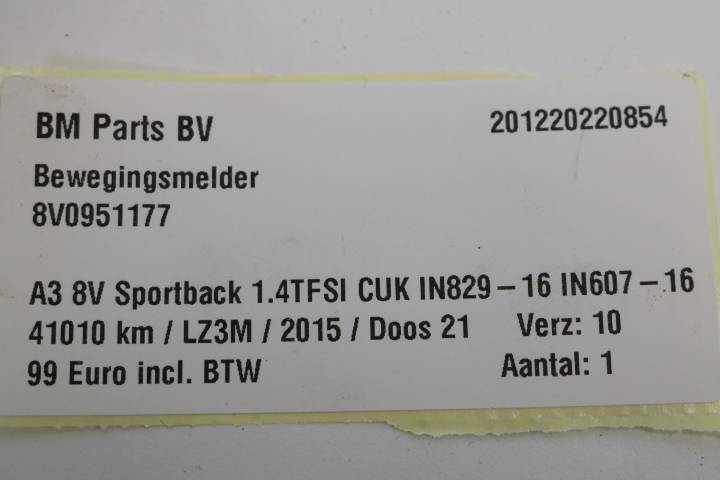 BM Parts BV 201220220854
Bewegingsmelder
8V0951177
A3 8V Sportback 1.4TFSI CUK IN829 – 16 IN607 – 16
41010 km / LZ3M / 2015 / Doos 21 Verz: 10
99 Euro incl. BTW Aantal: 1